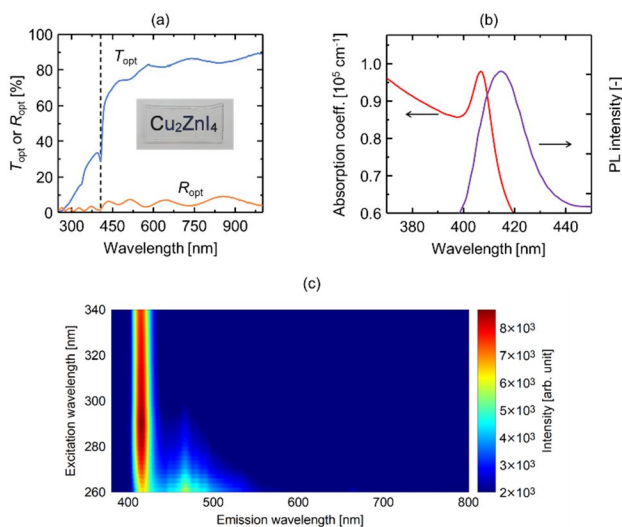 (a)
T_opt or R_opt [%]
100
80
60
40
20
0
T_opt
Cu₂ZnI₄
R_opt
300 450 600 750 900
Wavelength [nm]
(b)
Absorption coeff. [10⁵ cm⁻¹]
1.0
0.9
0.8
0.7
0.6
380 400 420 440
Wavelength [nm]
PL intensity [-]
(c)
Excitation wavelength [nm]
340
320
300
280
260
400 500 600 700 800
Emission wavelength [nm]
8×10³
7×10³
6×10³
5×10³
4×10³
3×10³
2×10³
Intensity [arb. unit]